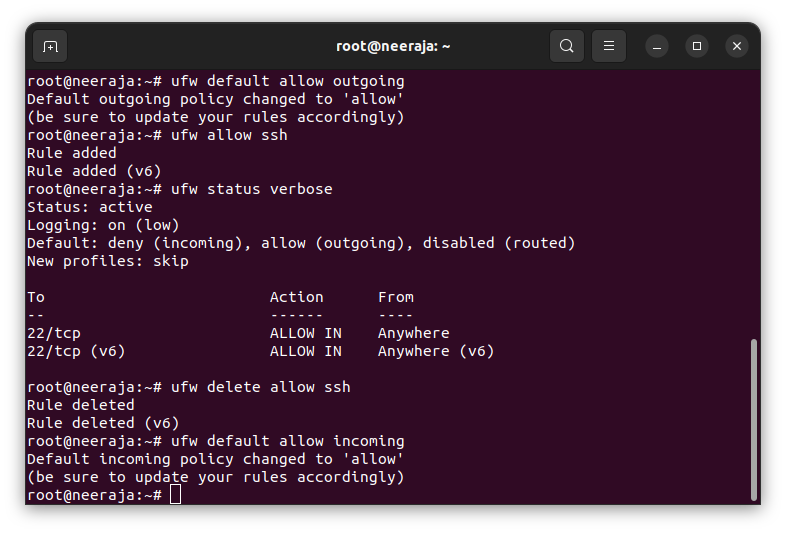 root@neeraja: ~
root@neeraja:~# ufw default allow outgoing
Default outgoing policy changed to 'allow'
(be sure to update your rules accordingly)
root@neeraja:~# ufw allow ssh
Rule added
Rule added (v6)
root@neeraja:~# ufw status verbose
Status: active
Logging: on (low)
Default: deny (incoming), allow (outgoing), disabled (routed)
New profiles: skip

To                         Action      From
--                         ------      ----
22/tcp                     ALLOW IN    Anywhere
22/tcp (v6)                ALLOW IN    Anywhere (v6)

root@neeraja:~# ufw delete allow ssh
Rule deleted
Rule deleted (v6)
root@neeraja:~# ufw default allow incoming
Default incoming policy changed to 'allow'
(be sure to update your rules accordingly)
root@neeraja:~#